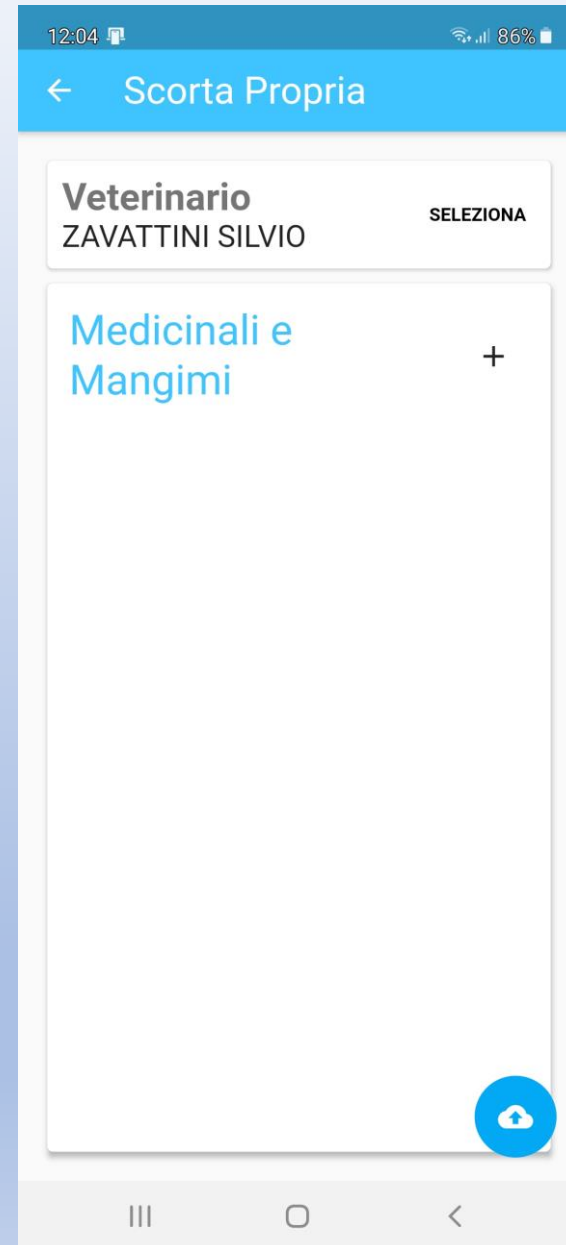 12:04 86%
Scorta Propria
Veterinario
ZAVATTINI SILVIO
SELEZIONA
Medicinali e
Mangimi
+